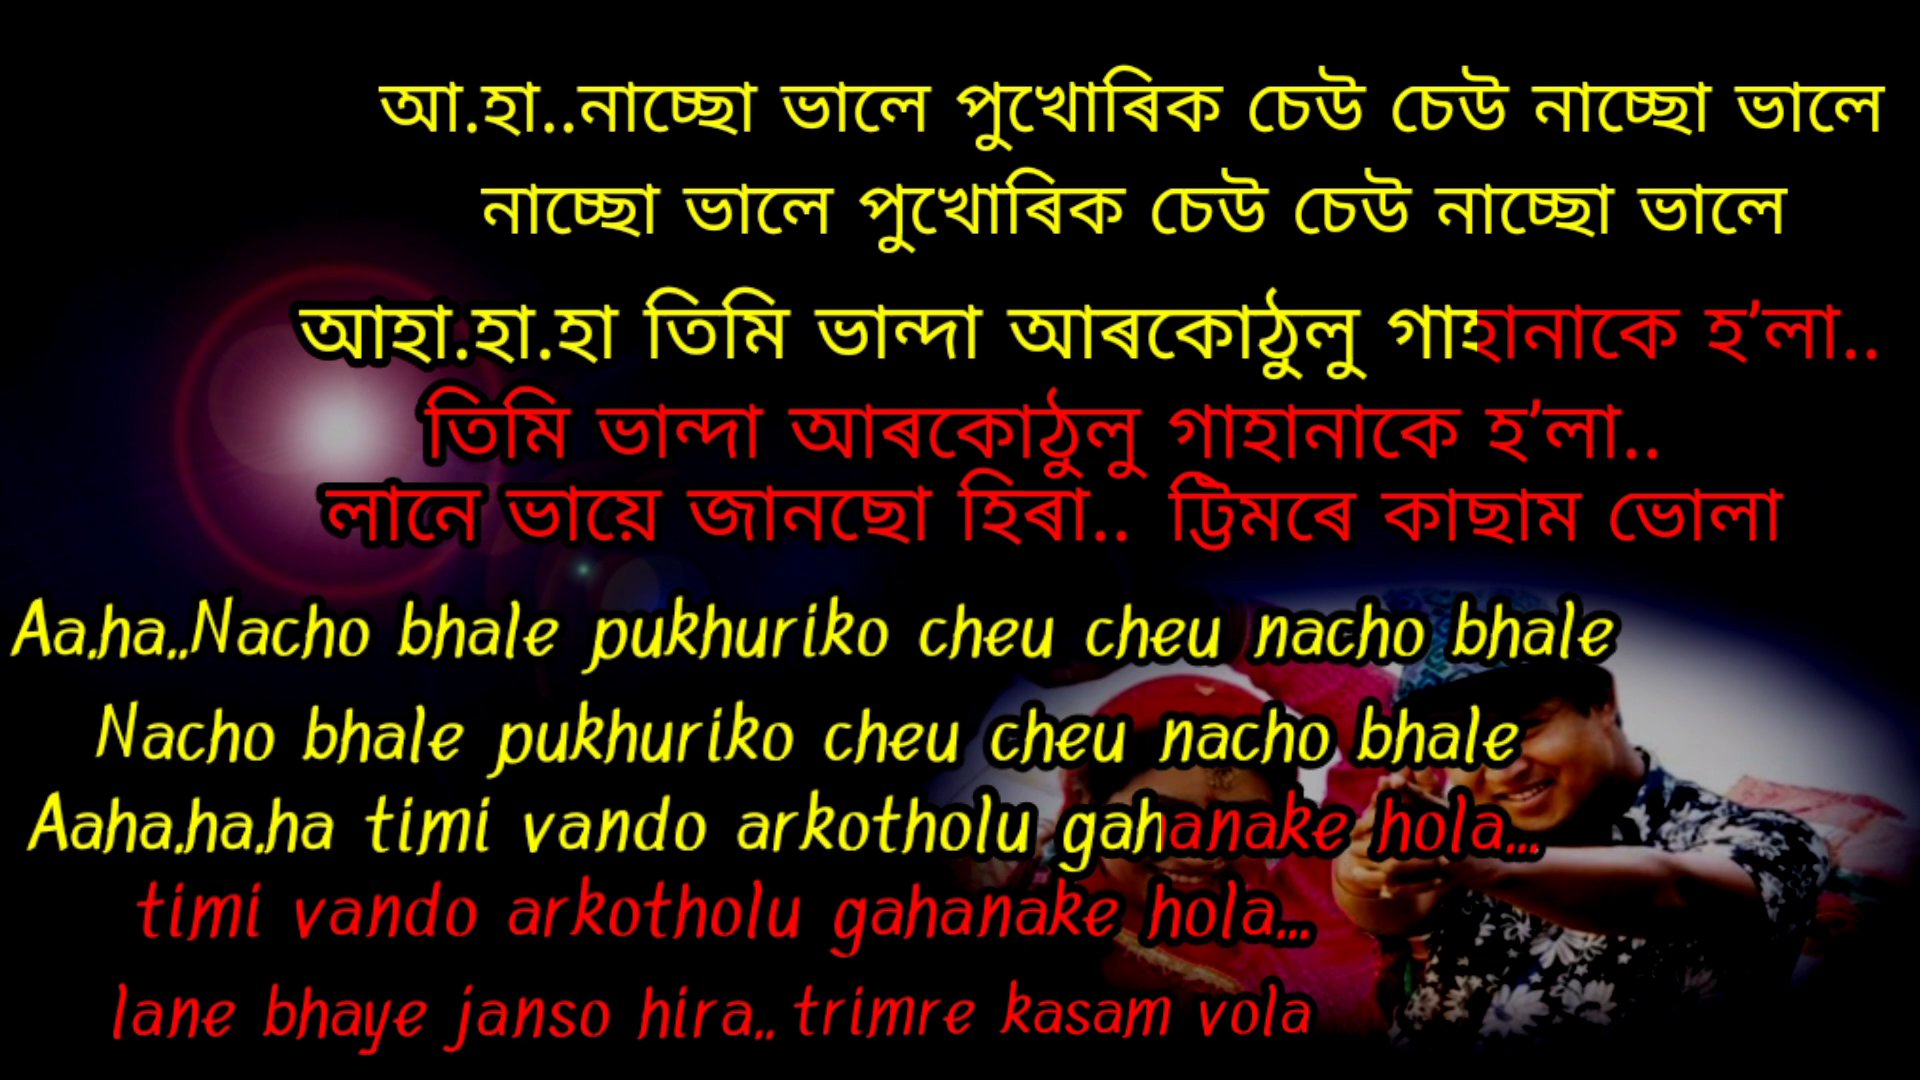 আ.হা..নাচ্ছো ভালে পুখোৰিক চেউ চেউ নাচ্ছো ভালে
নাচ্ছো ভালে পুখোৰিক চেউ চেউ নাচ্ছো ভালে
আহা.হা.হা তিমি ভান্দা আৰকোঠুলু গাহানাকে হ’লা..
তিমি ভান্দা আৰকোঠুলু গাহানাকে হ’লা..
লানে ভায়ে জানছো হিৰা.. ট্টিমৰে কাছাম ভোলা
Aa.ha..Nacho bhale pukhuriko cheu cheu nacho bhale
Nacho bhale pukhuriko cheu cheu nacho bhale
Aaha.ha.ha timi vando arkotholu gahanake hola...
timi vando arkotholu gahanake hola...
lane bhaye janso hira.. trimre kasam vola